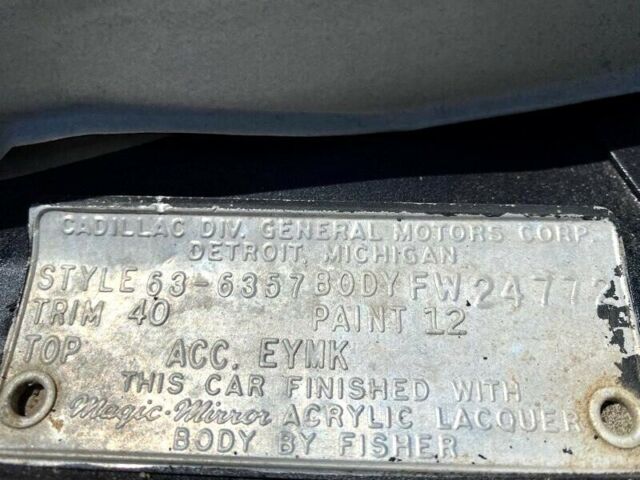 CADILLAC DIV. GENERAL MOTORS CORP.
DETROIT, MICHIGAN
STYLE 63-6357 BODY FW 24772
TRIM 40 PAINT 12
TOP ACC. EYMK
THIS CAR FINISHED WITH
Magic-Mirror ACRYLIC LACQUER
BODY BY FISHER